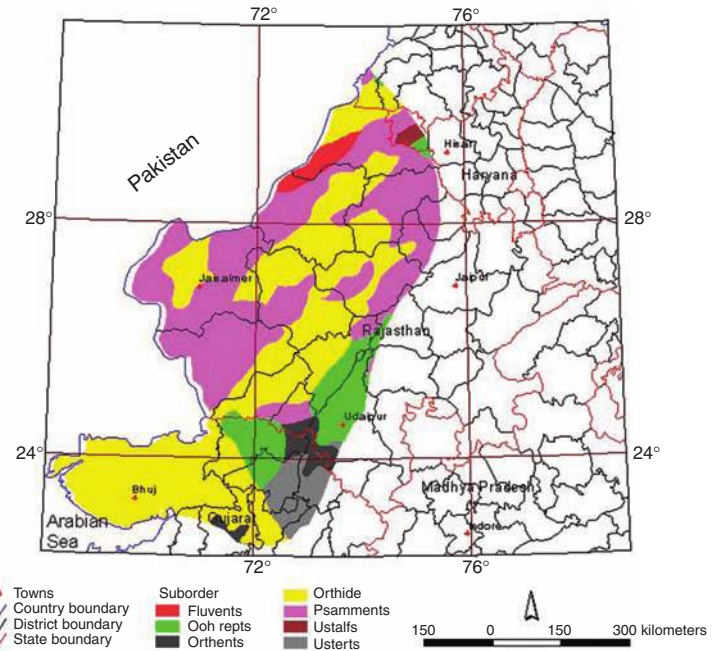 72° 76°
Pakistan
Hisar
Haryana
28° 28°
Jaisalmer
Jaipur
Rajasthan
Udaipur
24° 24°
Bhuj
Madhya Pradesh
Gujarat
Arabian
Sea
Indore
72° 76°
Towns
Country boundary
District boundary
State boundary
Suborder
Fluvents
Ooh repts
Orthents
Orthide
Psamments
Ustalfs
Usterts
150 0 150 300 kilometers